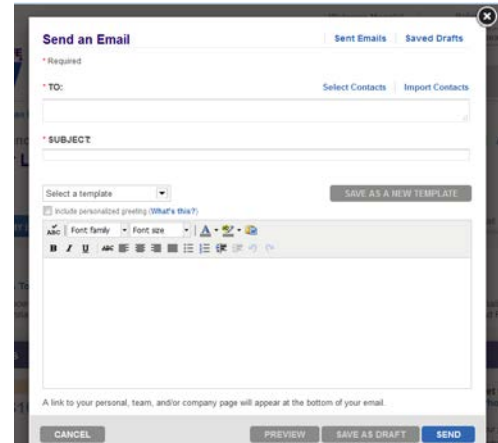 Send an Email
Sent Emails
Saved Drafts
* Required
* TO:
Select Contacts
Import Contacts
* SUBJECT:
Select a template
SAVE AS A NEW TEMPLATE
Include personalized greeting (What's this?)
ABC Font family Font size A
B I U ABC
A link to your personal, team, and/or company page will appear at the bottom of your email.
CANCEL
PREVIEW
SAVE AS DRAFT
SEND